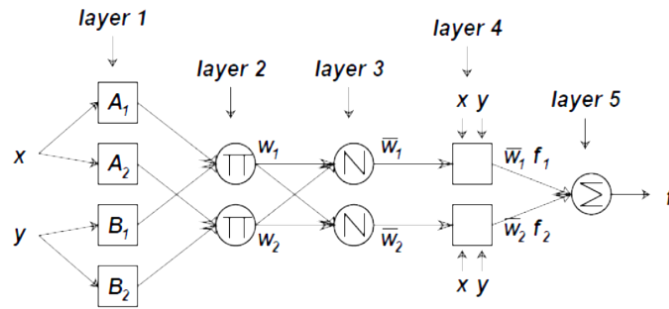 layer 1
layer 2
layer 3
layer 4
layer 5
x y
A₁
A₂
B₁
B₂
x
y
∏
∏
w₁
w₂
N
N
w̅₁
w̅₂
w̅₁ f₁
w̅₂ f₂
x y
Σ
f